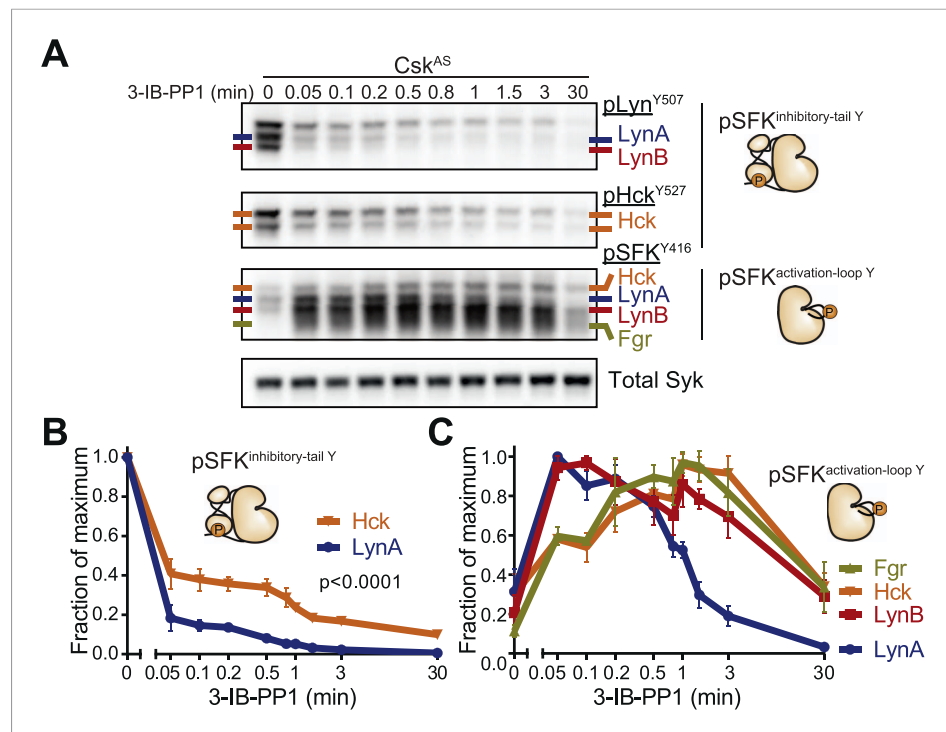 A
Csk^AS
3-IB-PP1 (min) 0 0.05 0.1 0.2 0.5 0.8 1 1.5 3 30
pLyn^Y507
LynA
LynB
pSFK^inhibitory-tail Y
P
pHck^Y527
Hck
pSFK^Y416
Hck
LynA
LynB
Fgr
pSFK^activation-loop Y
P
Total Syk
B
Fraction of maximum
1.0
0.8
0.6
0.4
0.2
0.0
pSFK^inhibitory-tail Y
P
Hck
LynA
p<0.0001
0 0.05 0.1 0.2 0.5 1 3 30
3-IB-PP1 (min)
C
Fraction of maximum
1.0
0.8
0.6
0.4
0.2
0.0
pSFK^activation-loop Y
P
Fgr
Hck
LynB
LynA
0 0.05 0.1 0.2 0.5 1 3 30
3-IB-PP1 (min)